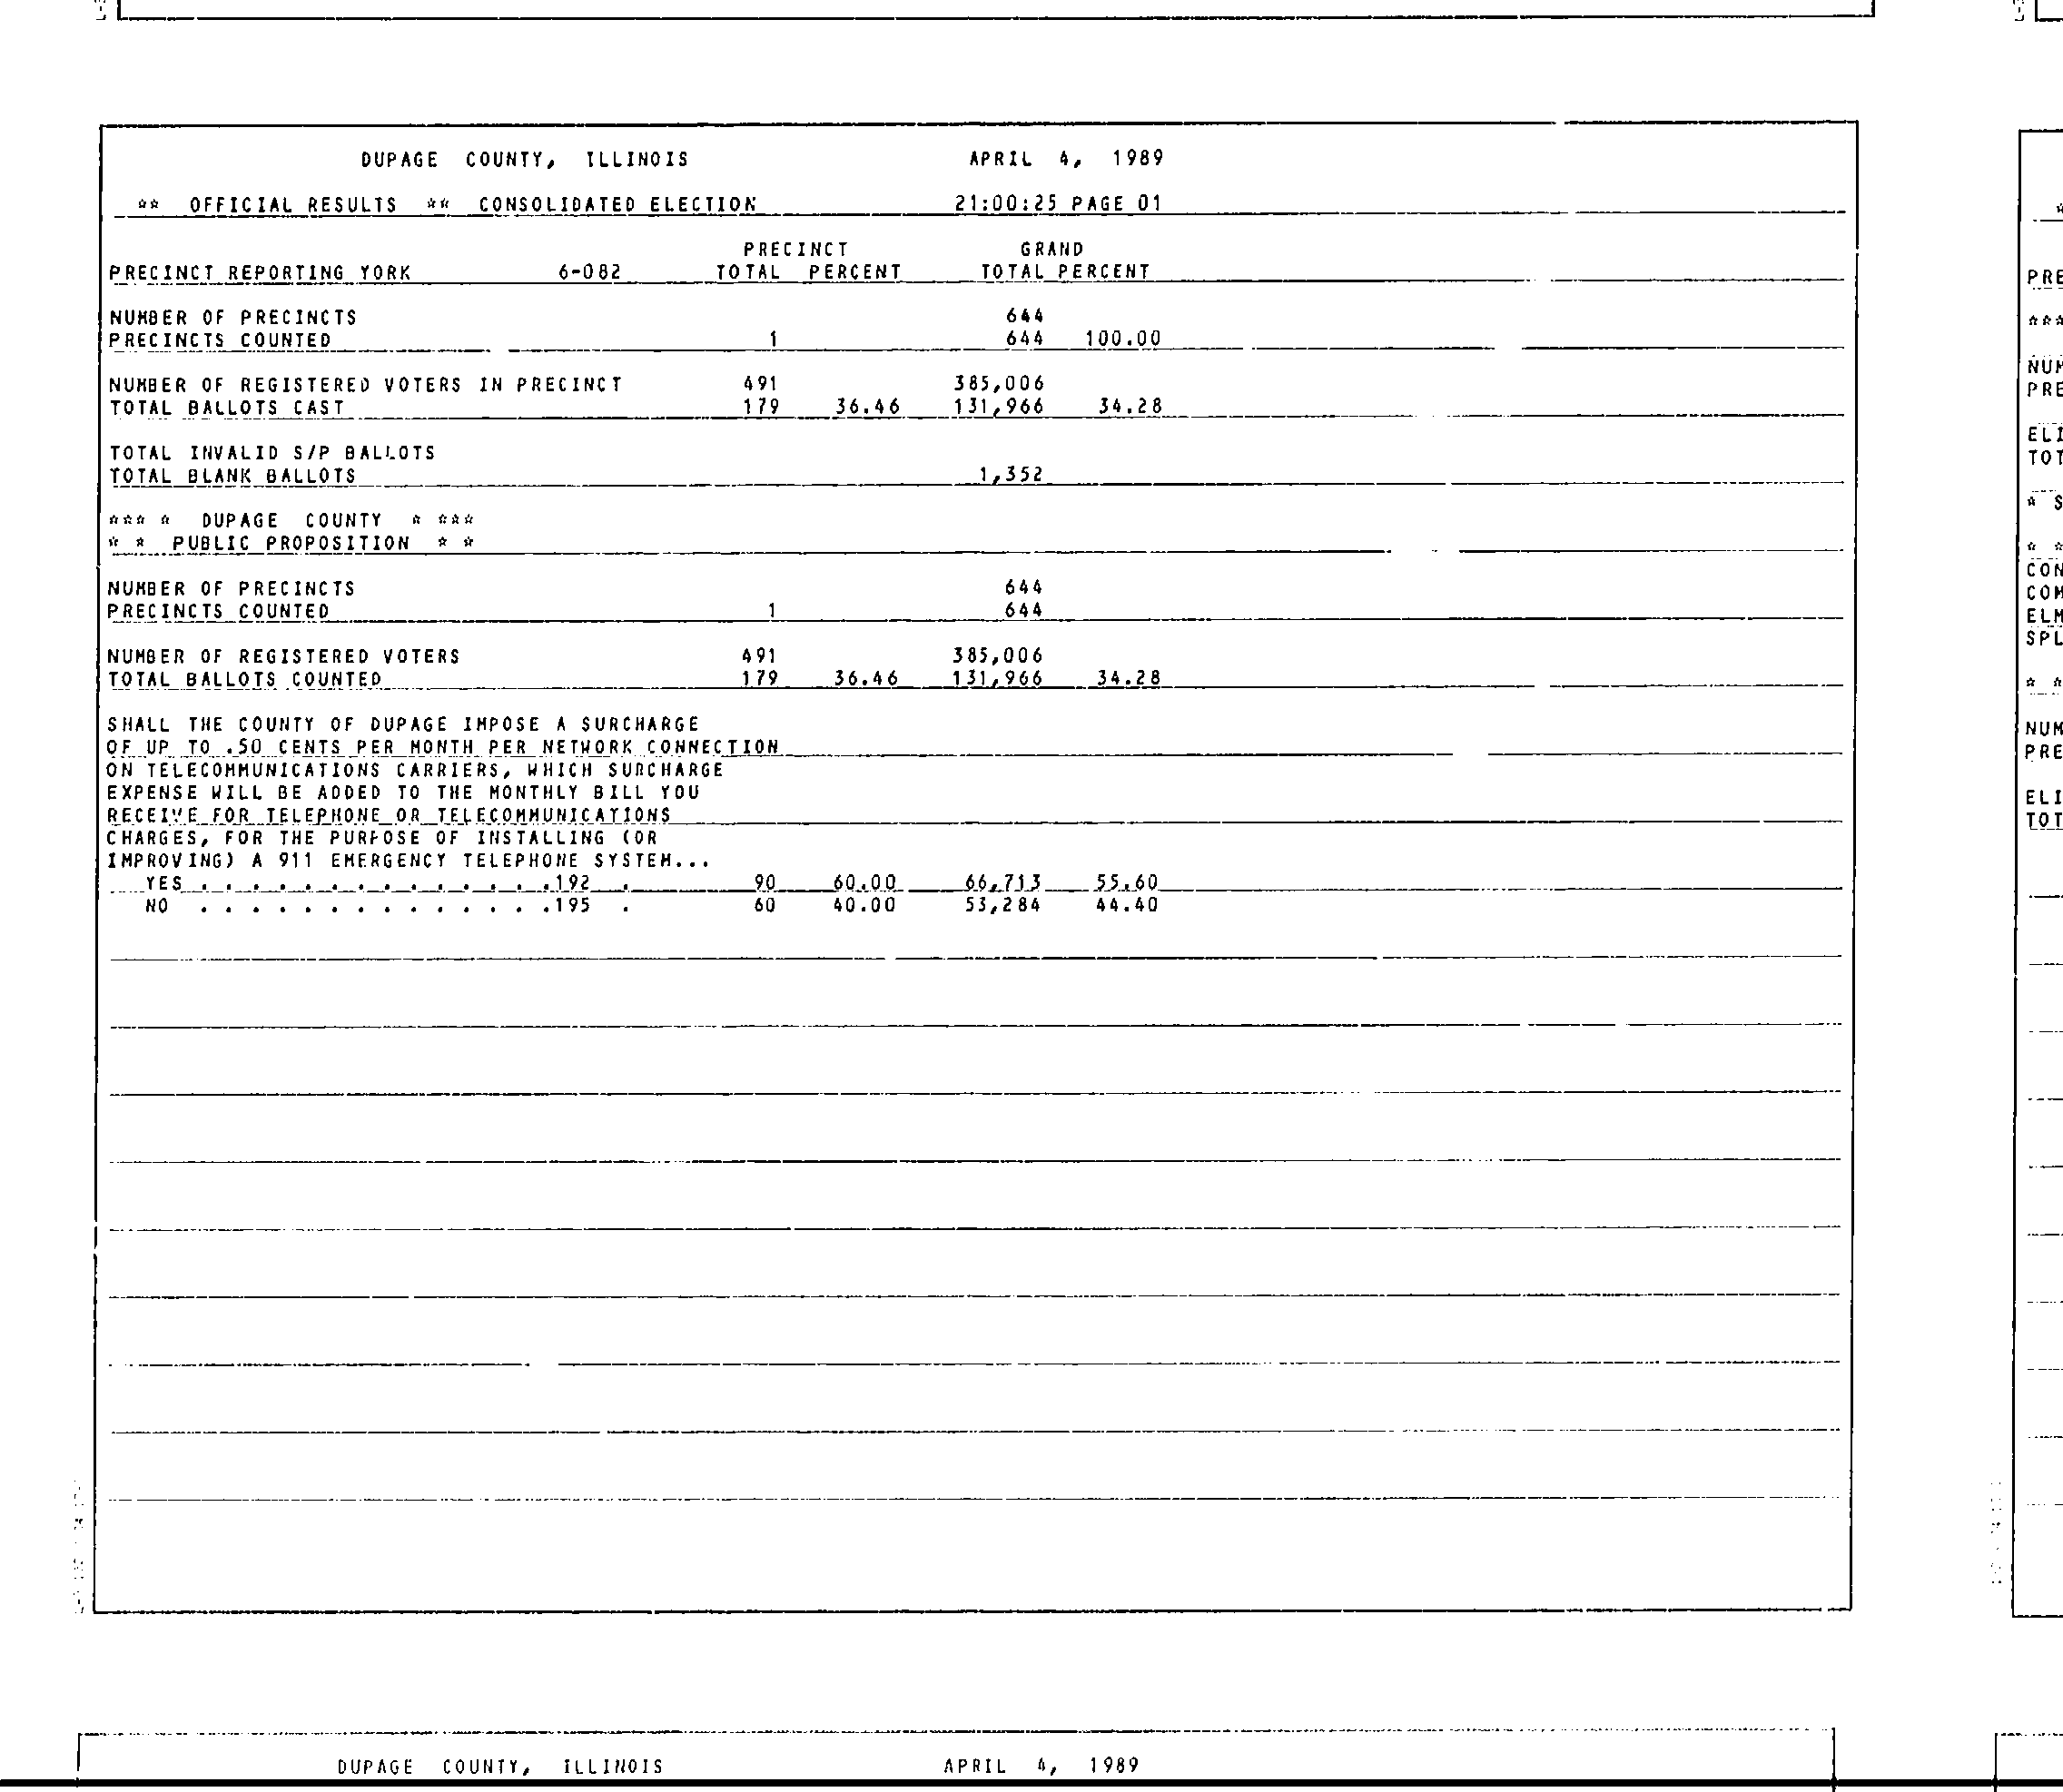 DUPAGE COUNTY, ILLINOIS APRIL 4, 1989
** OFFICIAL RESULTS ** CONSOLIDATED ELECTION 21:00:25 PAGE 01
PRECINCT GRAND
PRECINCT REPORTING YORK 6-082 TOTAL PERCENT TOTAL PERCENT
NUMBER OF PRECINCTS 644
PRECINCTS COUNTED 1 644 100.00
NUMBER OF REGISTERED VOTERS IN PRECINCT 491 385,006
TOTAL BALLOTS CAST 179 36.46 131,966 34.28
TOTAL INVALID S/P BALLOTS
TOTAL BLANK BALLOTS 1,352
*** * DUPAGE COUNTY * ***
* * PUBLIC PROPOSITION * *
NUMBER OF PRECINCTS 644
PRECINCTS COUNTED 1 644
NUMBER OF REGISTERED VOTERS 491 385,006
TOTAL BALLOTS COUNTED 179 36.46 131,966 34.28
SHALL THE COUNTY OF DUPAGE IMPOSE A SURCHARGE
OF UP TO .50 CENTS PER MONTH PER NETWORK CONNECTION
ON TELECOMMUNICATIONS CARRIERS, WHICH SURCHARGE
EXPENSE WILL BE ADDED TO THE MONTHLY BILL YOU
RECEIVE FOR TELEPHONE OR TELECOMMUNICATIONS
CHARGES, FOR THE PURPOSE OF INSTALLING (OR
IMPROVING) A 911 EMERGENCY TELEPHONE SYSTEM...
YES . . . . . . . . . . . . . .192 . 90 60.00 66,713 55.60
NO . . . . . . . . . . . . . .195 . 60 40.00 53,284 44.40
DUPAGE COUNTY, ILLINOIS APRIL 4, 1989
PRE
***
NUM
PRE
ELI
TOT
* S
* *
CON
COM
ELM
SPL
* *
NUM
PRE
ELI
TOT